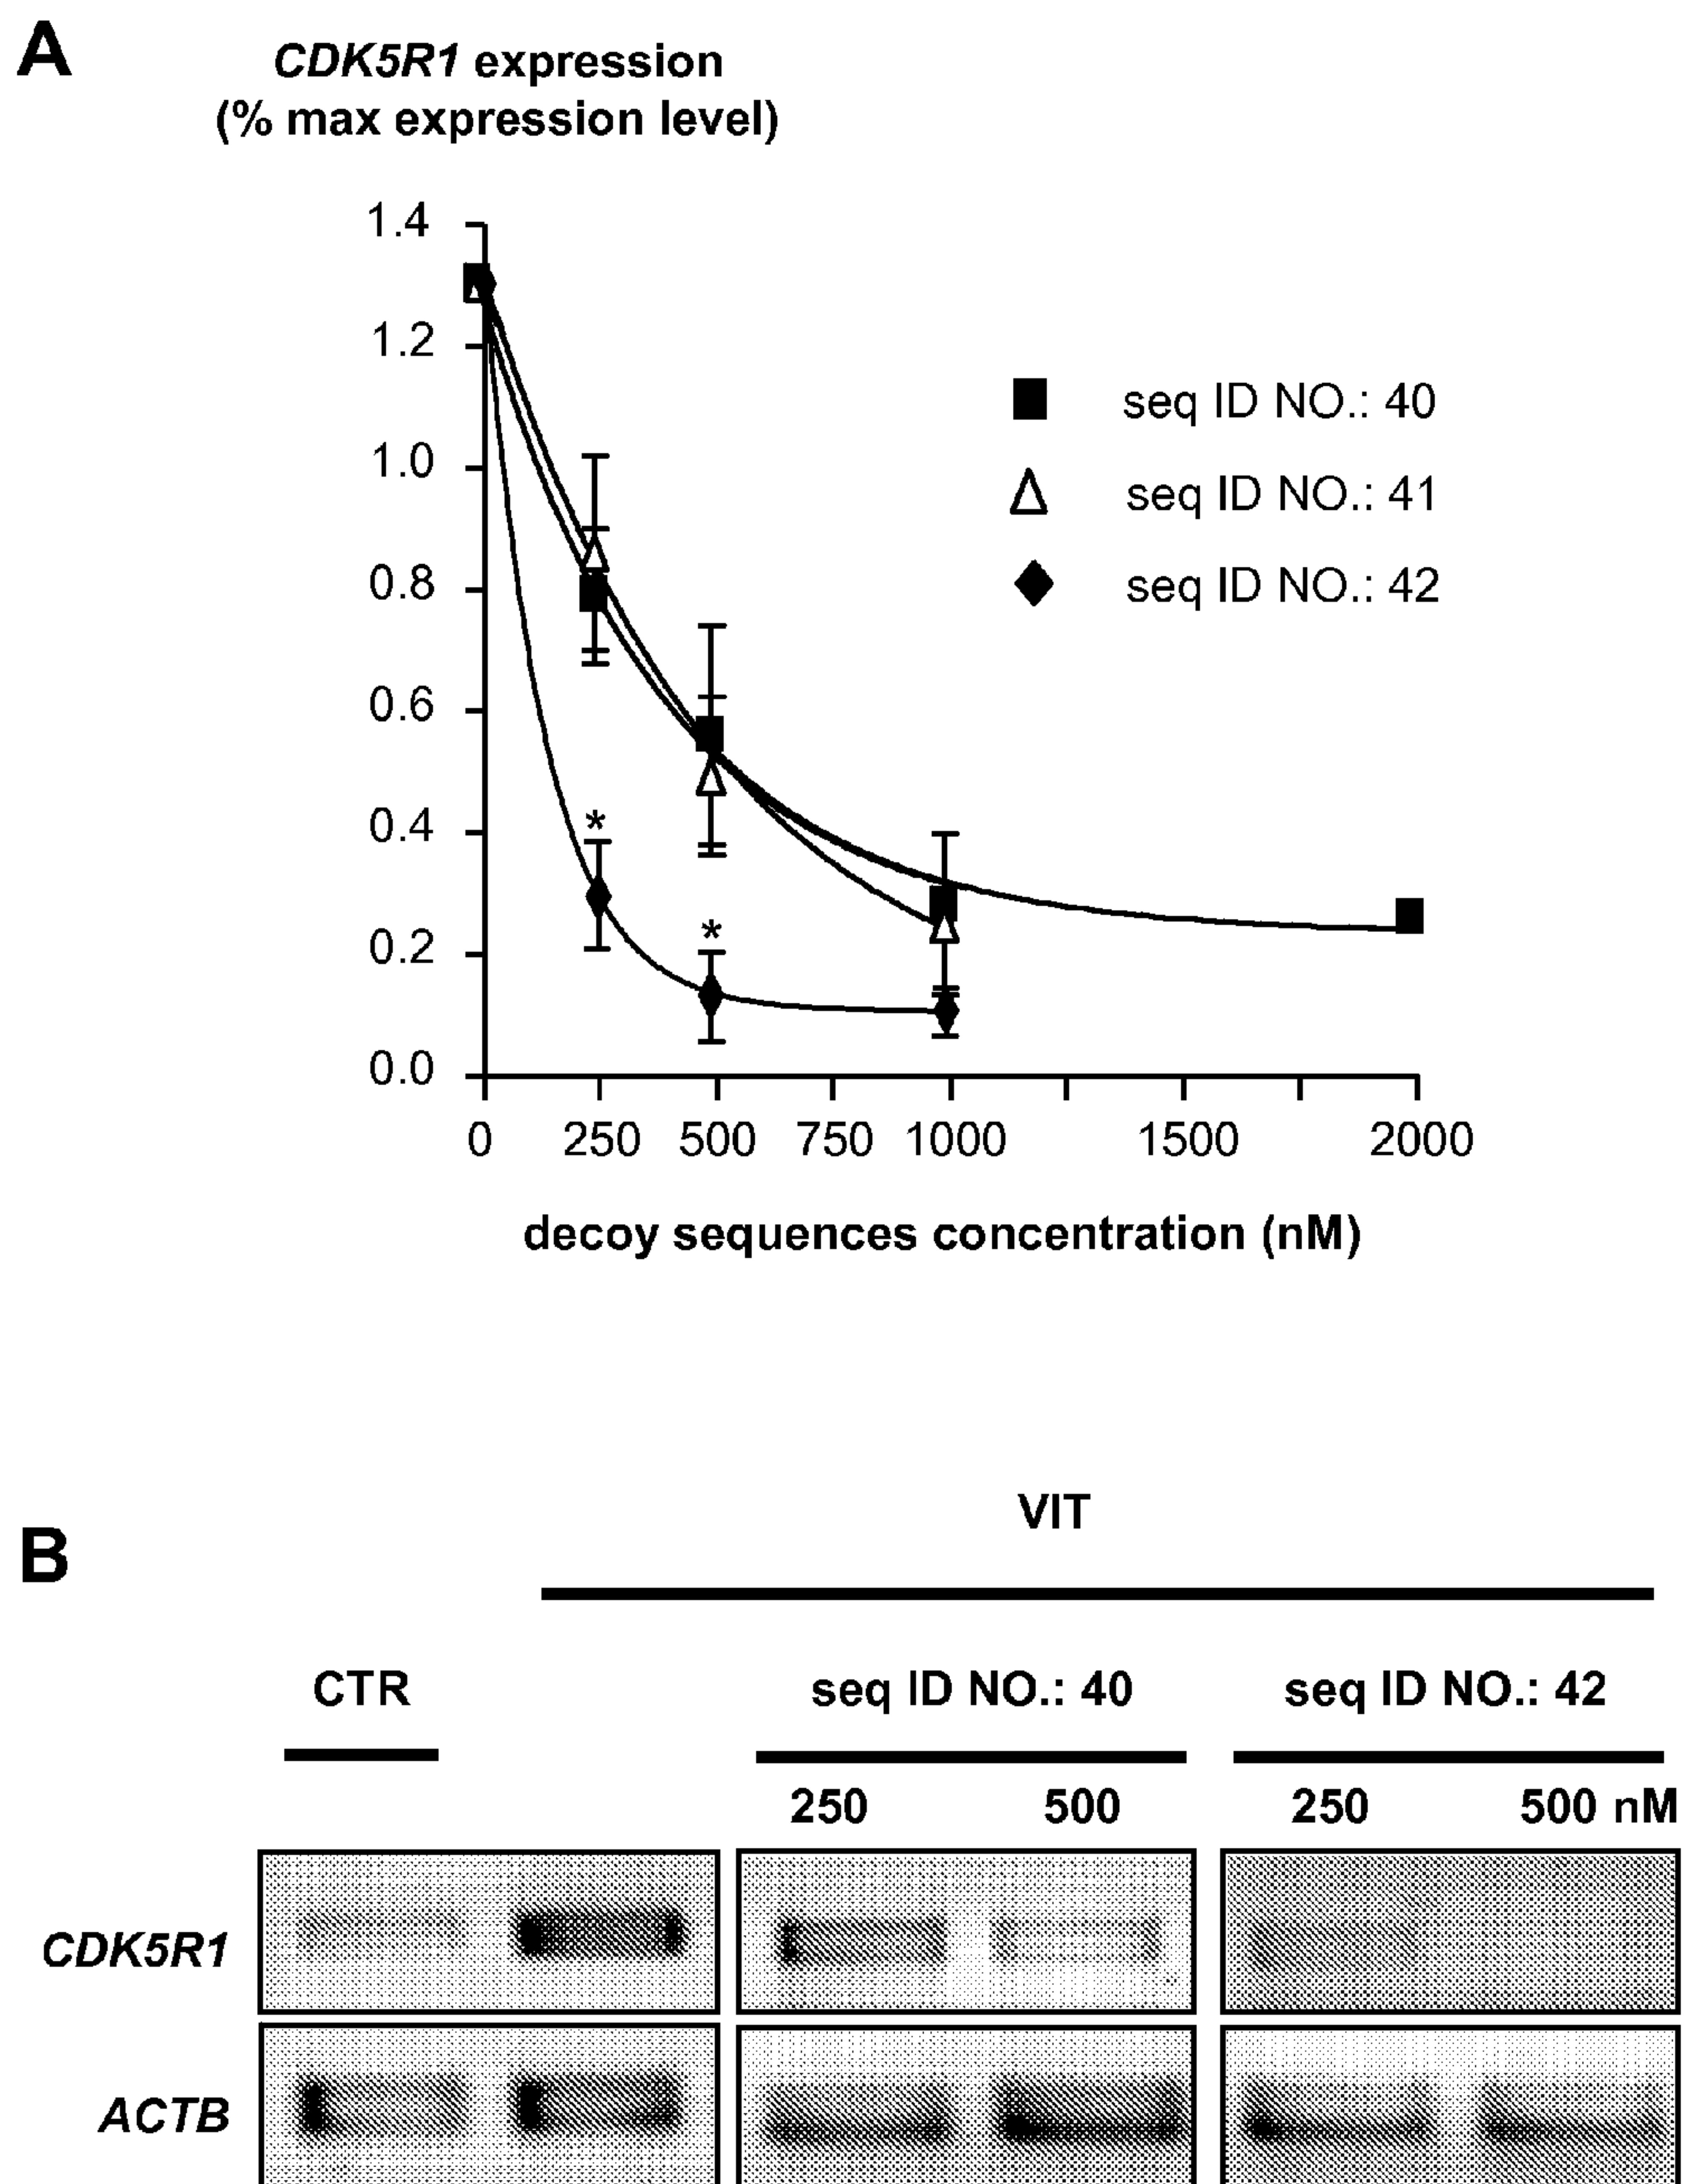 A
CDK5R1 expression
(% max expression level)
1.4
1.2
1.0
0.8
0.6
0.4
0.2
0.0
*
*
seq ID NO.: 40
seq ID NO.: 41
seq ID NO.: 42
0 250 500 750 1000 1500 2000
decoy sequences concentration (nM)
B
VIT
CTR seq ID NO.: 40 seq ID NO.: 42
250 500 250 500 nM
CDK5R1
ACTB